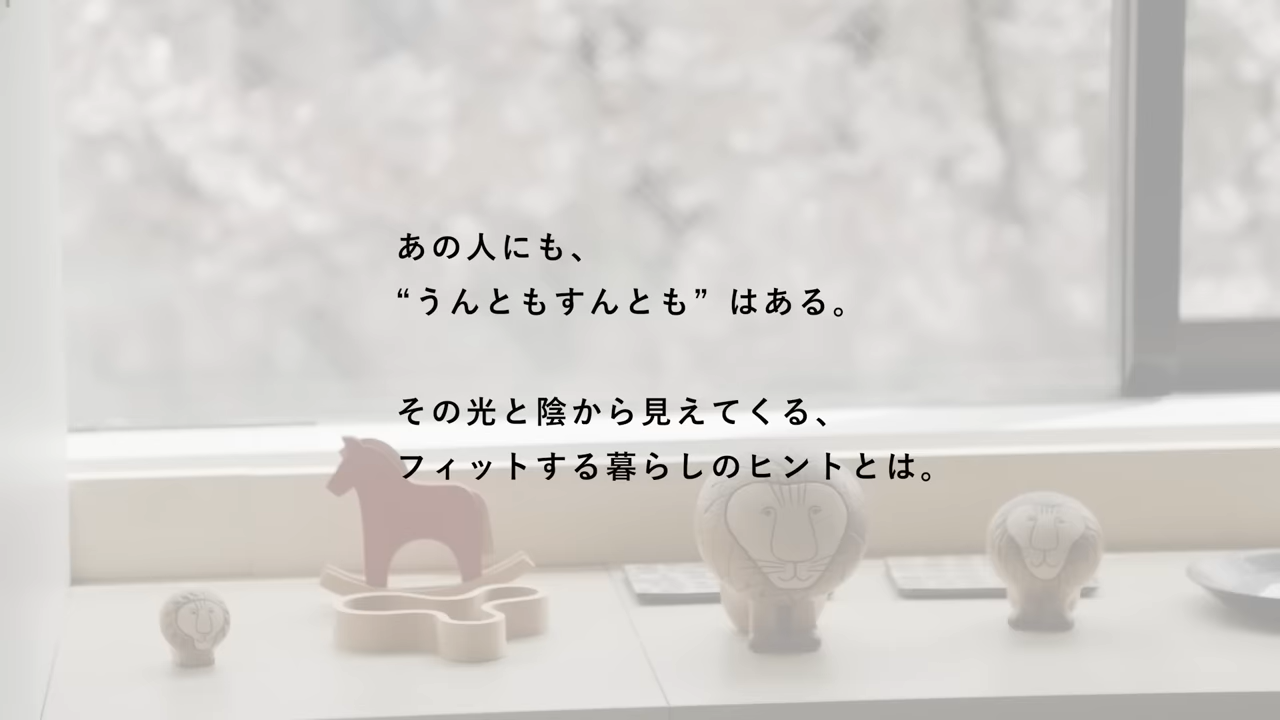 あの人にも、
“うんともすんとも” はある。
その光と陰から見えてくる、
フィットする暮らしのヒントとは。